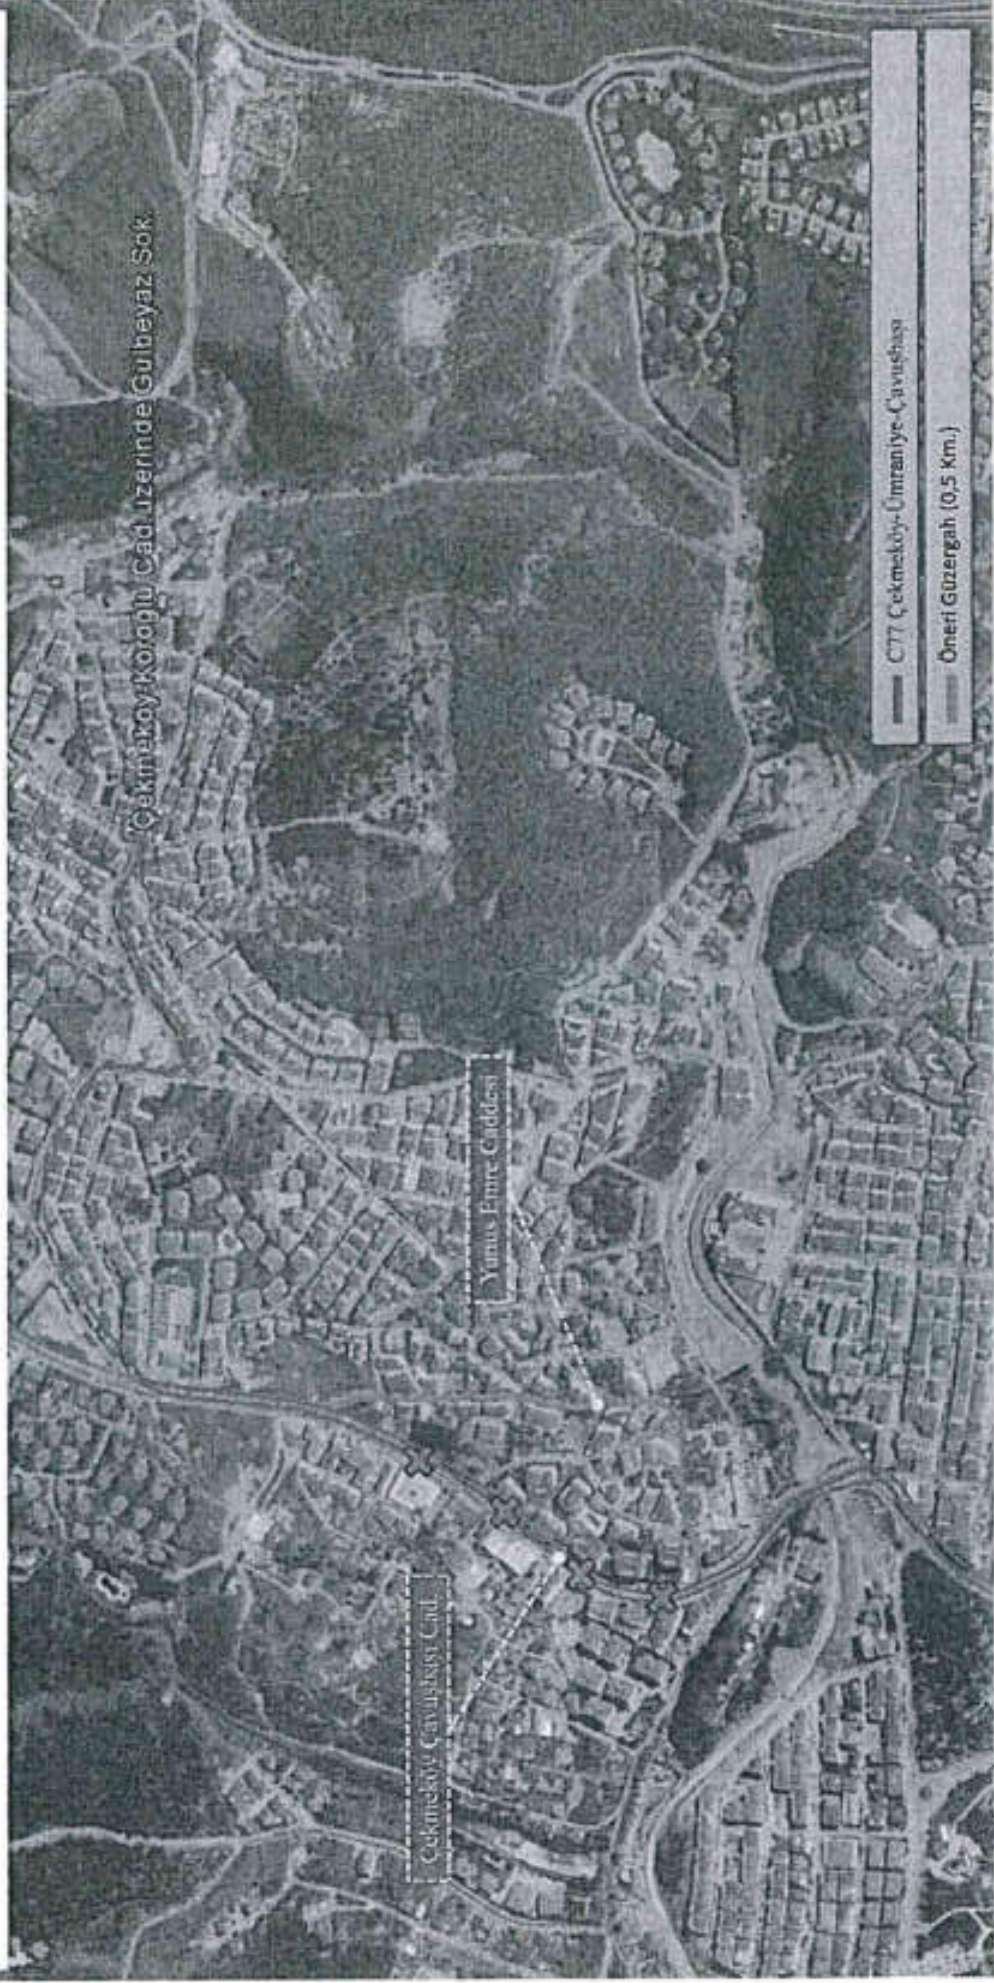 Çekmeköy Köroğlu Cad üzerinde Gülbeyaz Sok.
Yunus Emre Caddesi
Çekmeköy Çavuşbaşı Cad.
C77 Çekmeköy-Ümraniye-Çavuşbaşı
Öneri Güzergah (0,5 Km.)